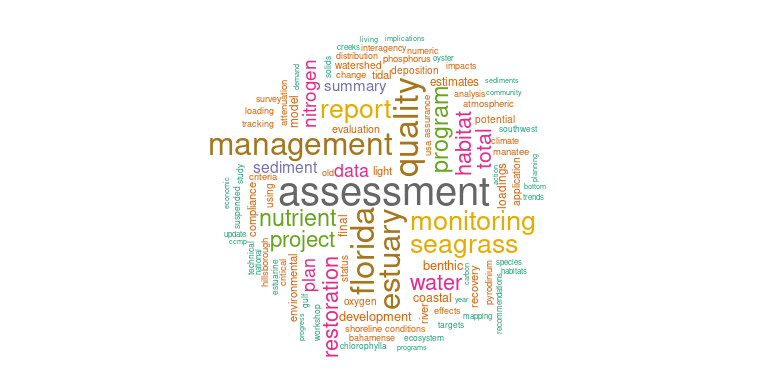 living
implications
creeks
interagency
numeric
distribution
phosphorus
oyster
watershed
deposition
impacts
solids
change
tidal
demand
summary
estimates
sediments
nitrogen
attenuation
model
survey
report
quality
usa
assurance
program
analysis
community
atmospheric
loading
tracking
evaluation
habitat
total
potential
southwest
climate
manatee
management
sediment
old
data
light
study
criteria
economic
suspended
compliance
using
assessment
action
loadings
application
planning
bottom
trends
nutrient
project
final
florida
estuary
monitoring
seagrass
update
ccmp
technical
national
hillsborough
estuarine
critical
environmental
plan
gulf
restoration
status
benthic
water
carbon
recovery
pyrodinium
species
habitats
recommendations
oxygen
coastal
year
river
effects
mapping
targets
development
progress
workshop
shoreline
conditions
bahamense
ecosystem
chlorophylla
programs